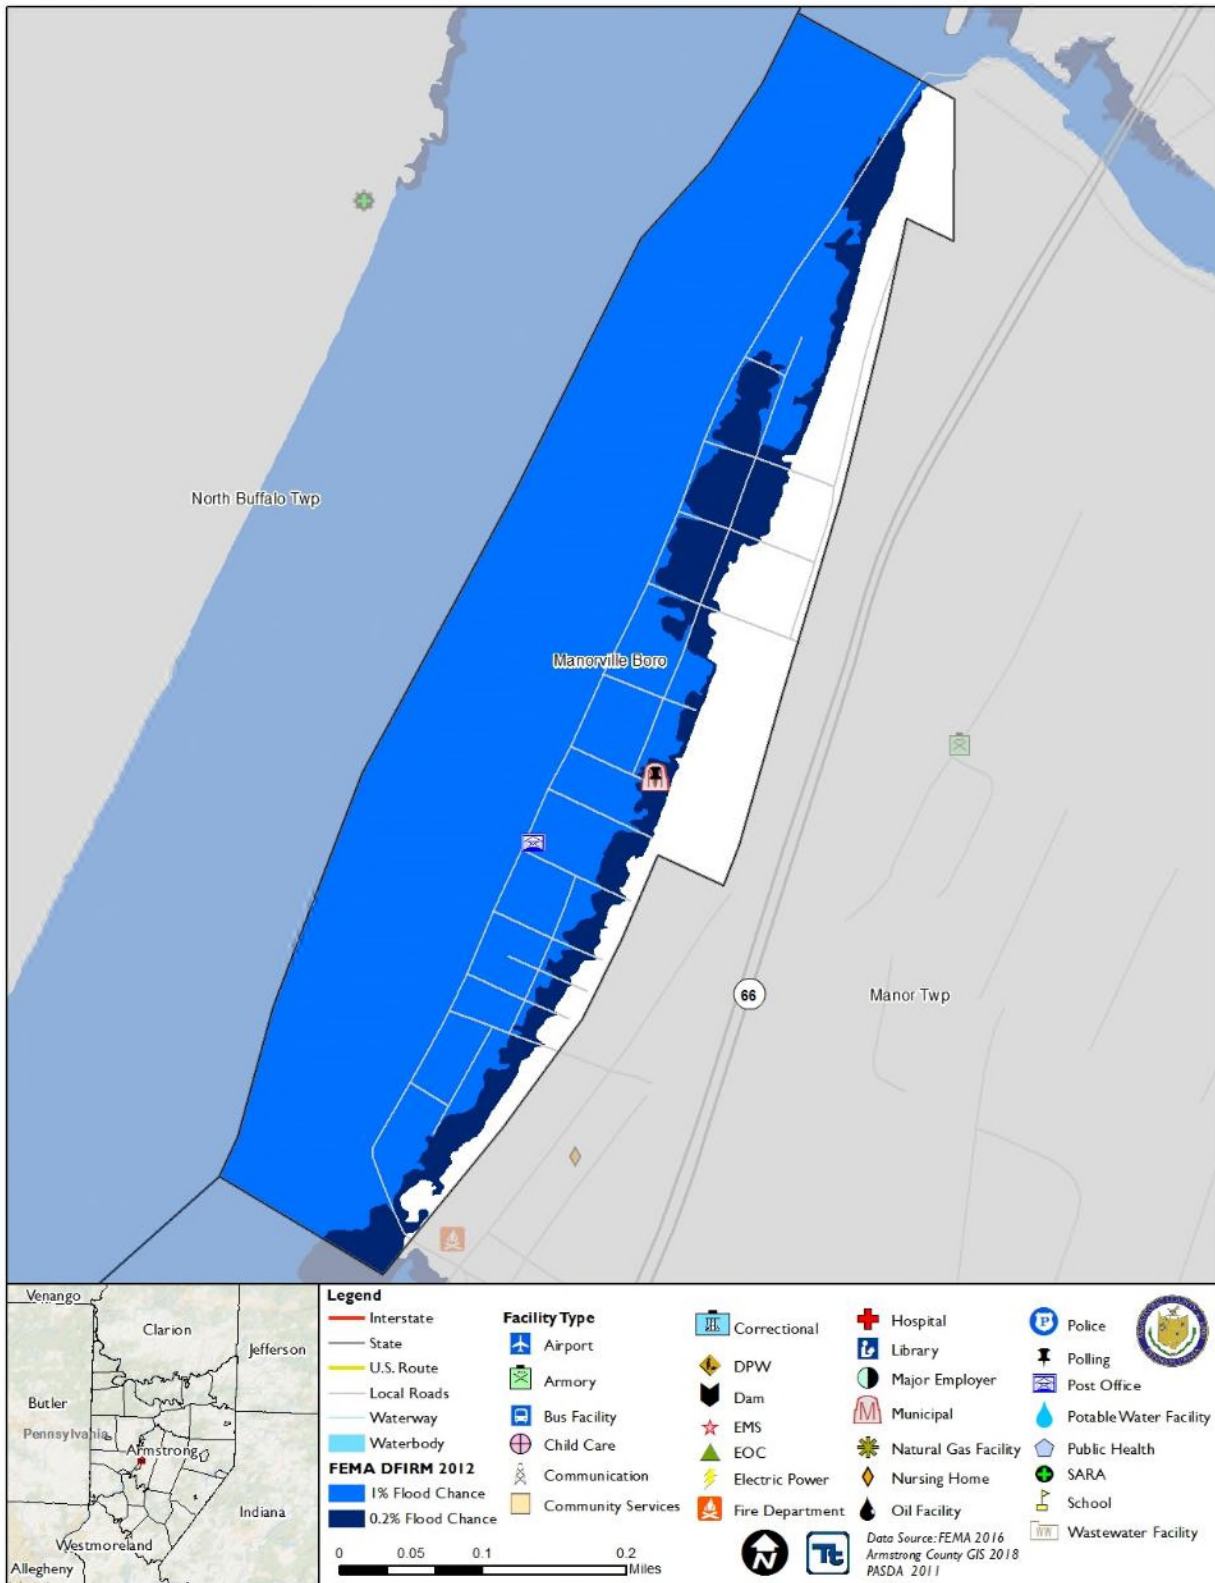 North Buffalo Twp
Manorville Boro
66
Manor Twp
Venango
Clarion
Jefferson
Butler
Pennsylvania
Armstrong
Indiana
Westmoreland
Allegheny
Legend
Interstate
State
U.S. Route
Local Roads
Waterway
Waterbody
FEMA DFIRM 2012
1% Flood Chance
0.2% Flood Chance
0 0.05 0.1 0.2
Miles
Facility Type
Airport
Armory
Bus Facility
Child Care
Communication
Community Services
Correctional
DPW
Dam
EMS
EOC
Electric Power
Fire Department
Hospital
Library
Major Employer
M Municipal
Natural Gas Facility
Nursing Home
Oil Facility
P Police
Polling
Post Office
Potable Water Facility
Public Health
SARA
School
WW Wastewater Facility
N
Tt
Data Source: FEMA 2016
Armstrong County GIS 2018
PASDA 2011